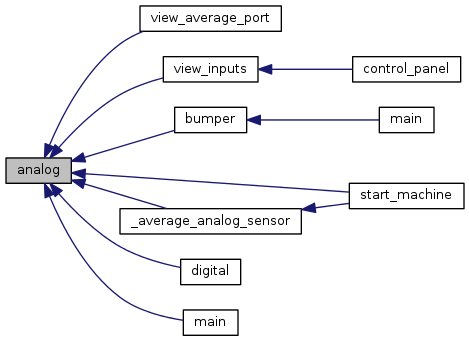 view_average_port
view_inputs
control_panel
bumper
main
analog
start_machine
_average_analog_sensor
digital
main